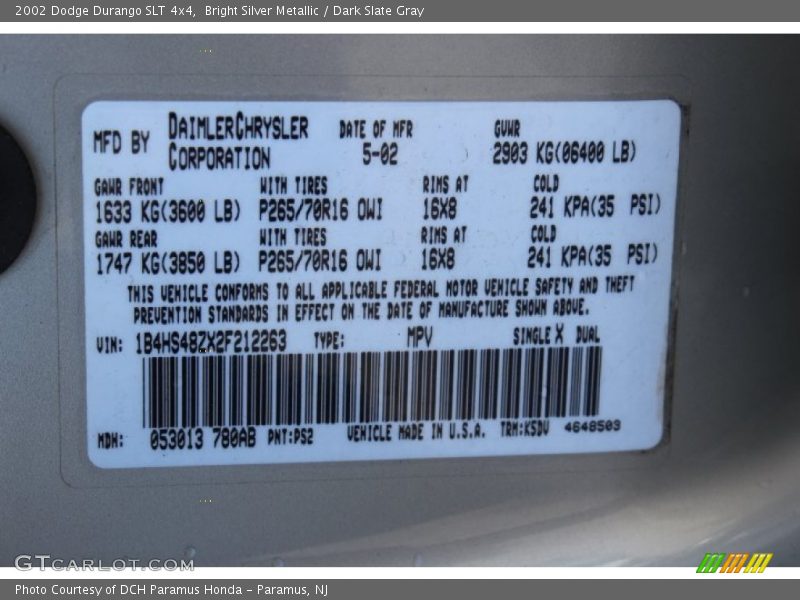 2002 Dodge Durango SLT 4x4, Bright Silver Metallic / Dark Slate Gray
MFD BY DAIMLERCHRYSLER CORPORATION DATE OF MFR 5-02 GVWR 2903 KG(06400 LB)
GAWR FRONT WITH TIRES RIMS AT COLD
1633 KG(3600 LB) P265/70R16 OWI 16X8 241 KPA(35 PSI)
GAWR REAR WITH TIRES RIMS AT COLD
1747 KG(3850 LB) P265/70R16 OWI 16X8 241 KPA(35 PSI)
THIS VEHICLE CONFORMS TO ALL APPLICABLE FEDERAL MOTOR VEHICLE SAFETY AND THEFT
PREVENTION STANDARDS IN EFFECT ON THE DATE OF MANUFACTURE SHOWN ABOVE.
VIN: 1B4HS48ZX2F212263 TYPE: MPV SINGLE X DUAL
MDH: 053013 780AB PNT:PS2 VEHICLE MADE IN U.S.A. TRM:K5DV 4648503
GTCARLOT.COM
Photo Courtesy of DCH Paramus Honda - Paramus, NJ